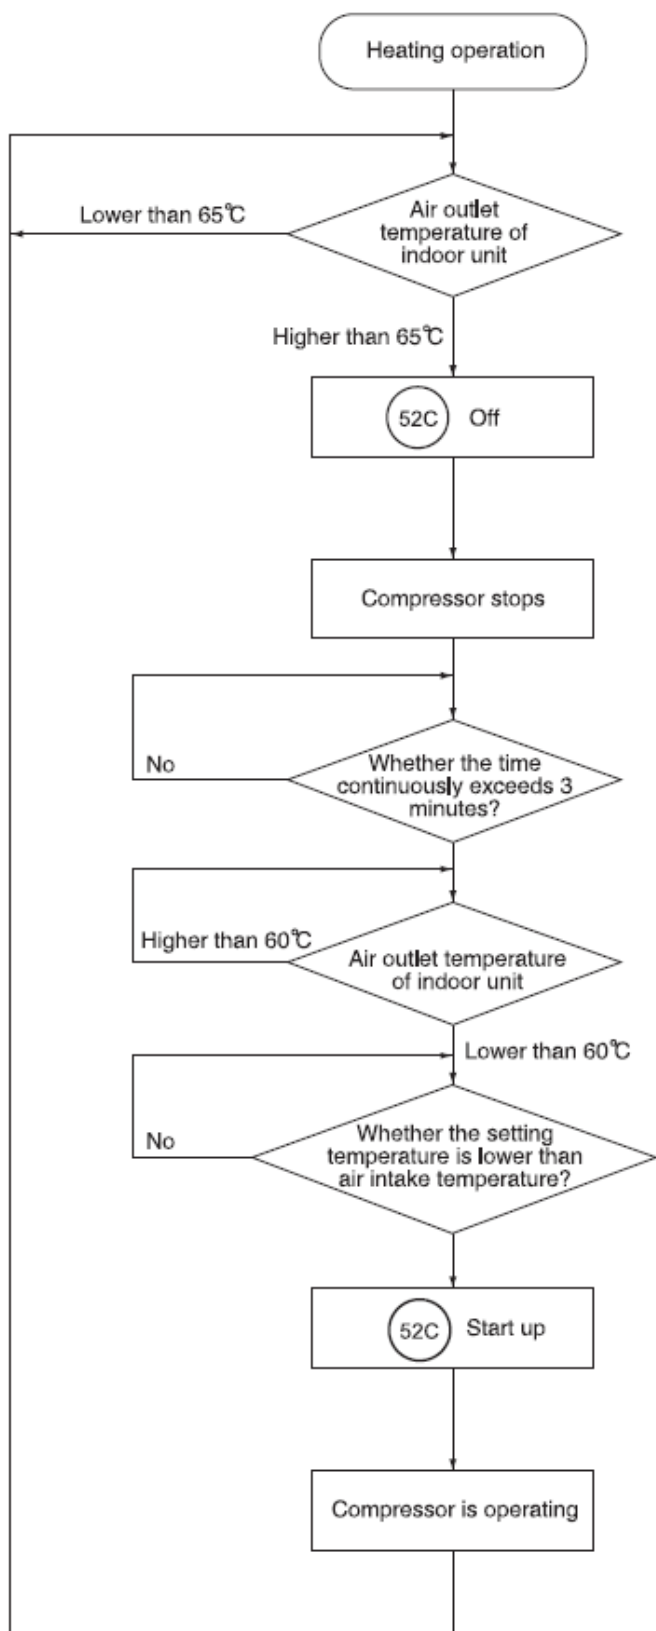 Heating operation
Lower than 65℃
Air outlet
temperature of
indoor unit
Higher than 65℃
52C Off
Compressor stops
No
Whether the time
continuously exceeds 3
minutes?
Higher than 60℃
Air outlet temperature
of indoor unit
Lower than 60℃
No
Whether the setting
temperature is lower than
air intake temperature?
52C Start up
Compressor is operating